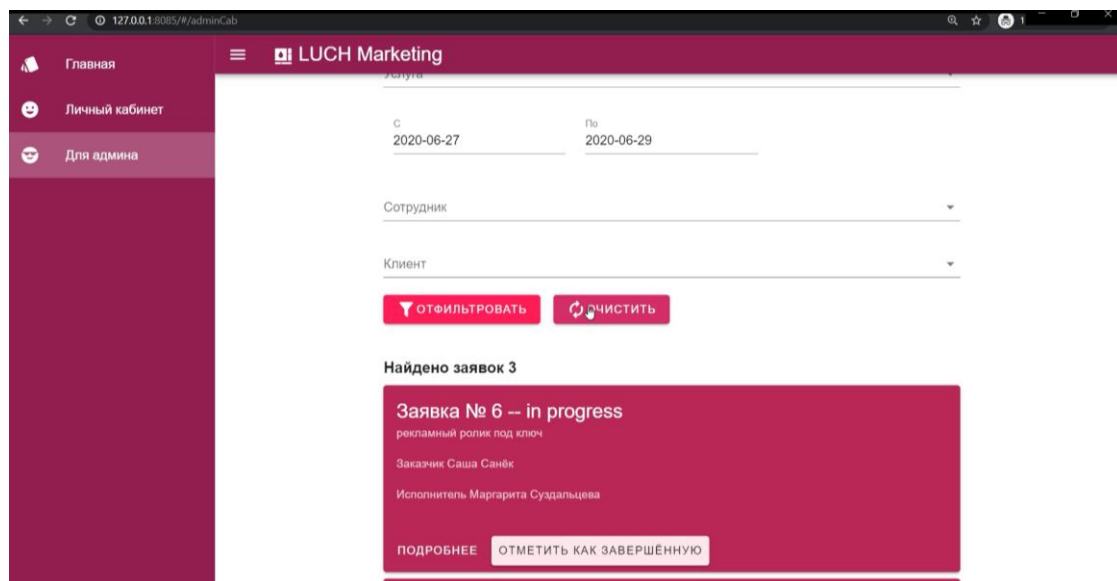 127.0.0.1:8085/#/adminCab
1
Главная
LUCH Marketing
Услуга
Личный кабинет
С
По
2020-06-27
2020-06-29
Для админа
Сотрудник
Клиент
ОТФИЛЬТРОВАТЬ
ОЧИСТИТЬ
Найдено заявок 3
Заявка № 6 -- in progress
рекламный ролик под ключ
Заказчик Саша Санёк
Исполнитель Маргарита Суздальцева
ПОДРОБНЕЕ
ОТМЕТИТЬ КАК ЗАВЕРШЁННУЮ